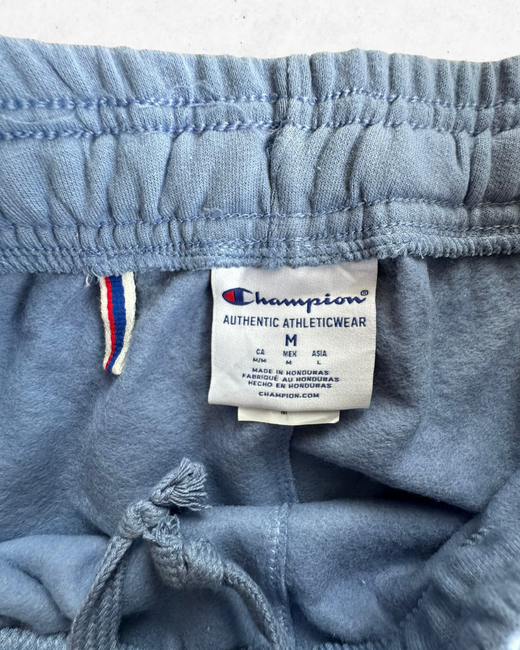 Champion®
AUTHENTIC ATHLETICWEAR
M
CA MEX ASIA
M/M M L
MADE IN HONDURAS
FABRIQUÉ AU HONDURAS
HECHO EN HONDURAS
CHAMPION.COM